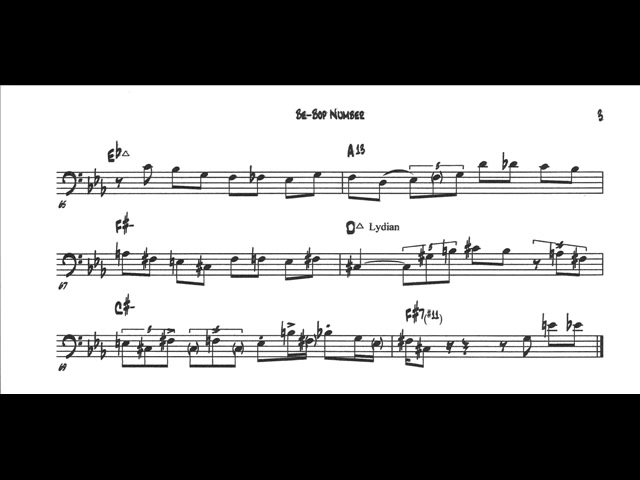 Be-Bop Number 3
E♭△ A13
65
F#- D△ Lydian
67
C#- F#7(#11)
69